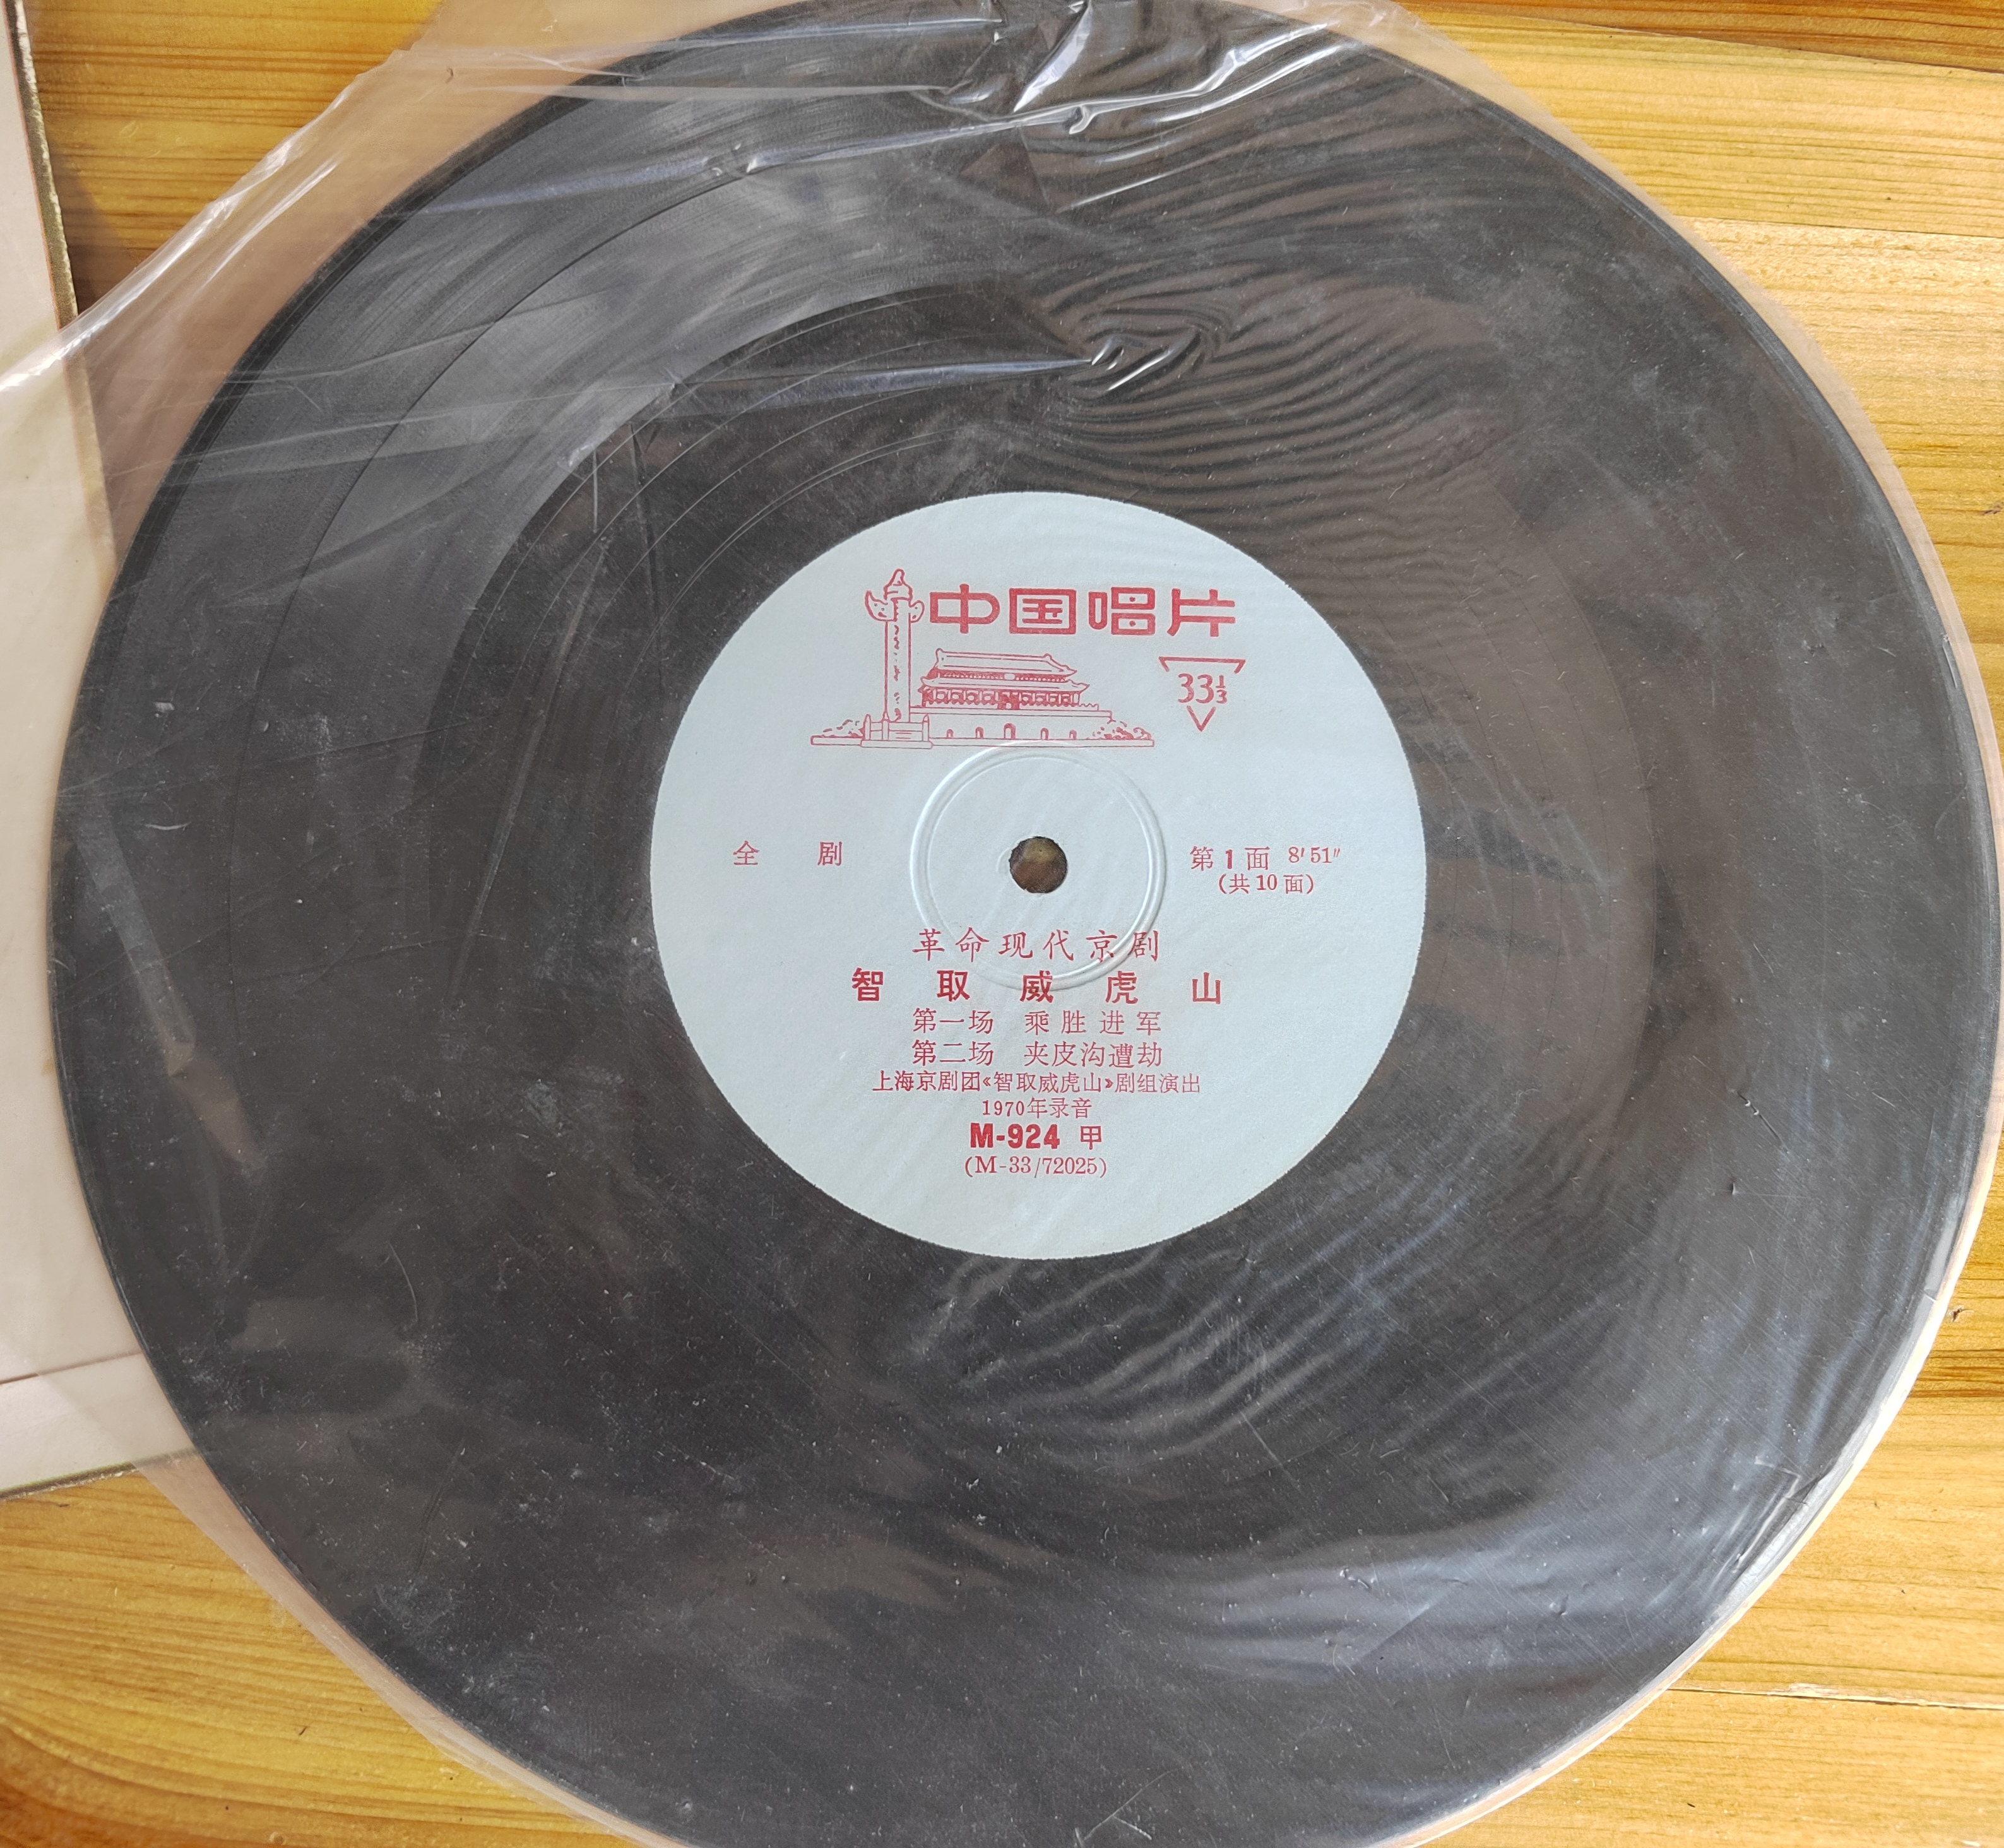 中国唱片
33⅓
全 剧
第 1 面 8′51″
(共 10 面)
革命现代京剧
智取威虎山
第一场 乘胜进军
第二场 夹皮沟遭劫
上海京剧团《智取威虎山》剧组演出
1970年录音
M-924 甲
(M-33/72025)